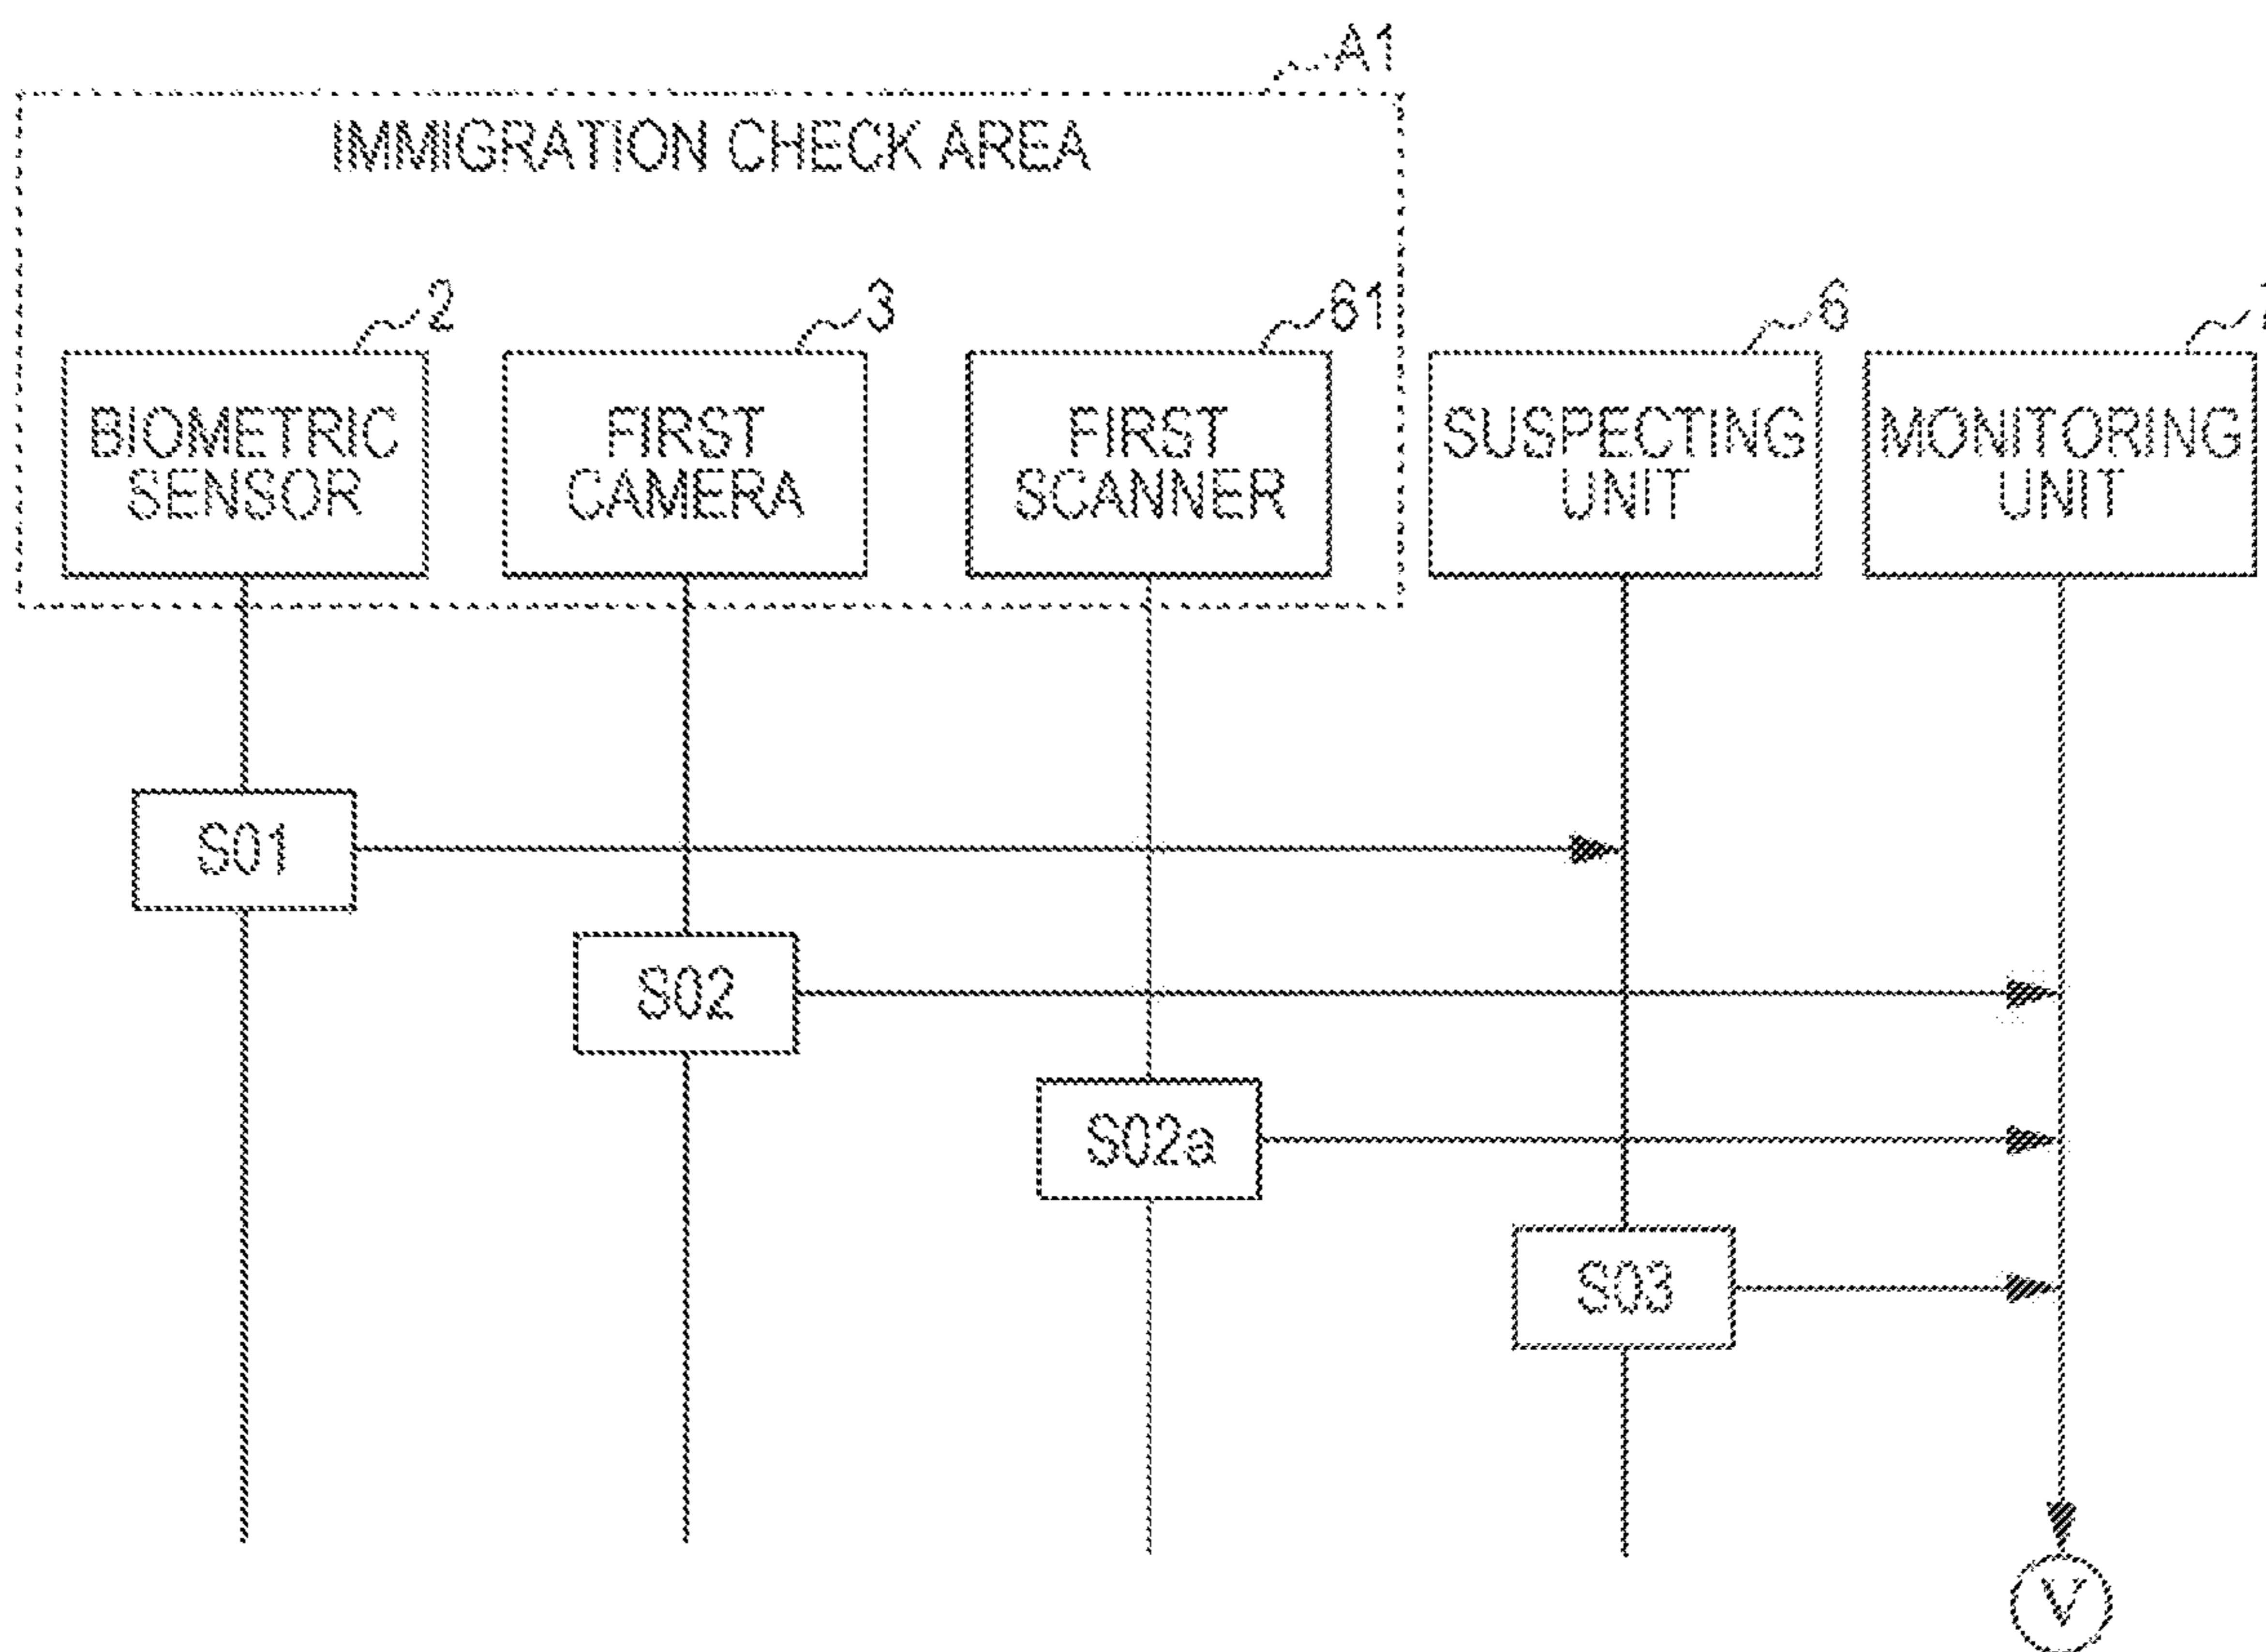 A1
IMMIGRATION CHECK AREA
2
3
61
6
BIOMETRIC
SENSOR
FIRST
CAMERA
FIRST
SCANNER
SUSPECTING
UNIT
MONITORING
UNIT
S01
S02
S02a
S03
V